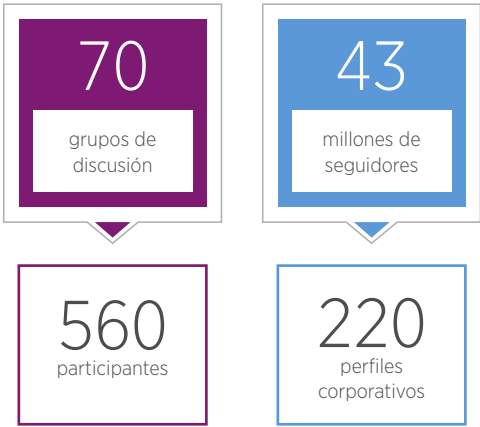 70
grupos de
discusión
560
participantes
43
millones de
seguidores
220
perfiles
corporativos